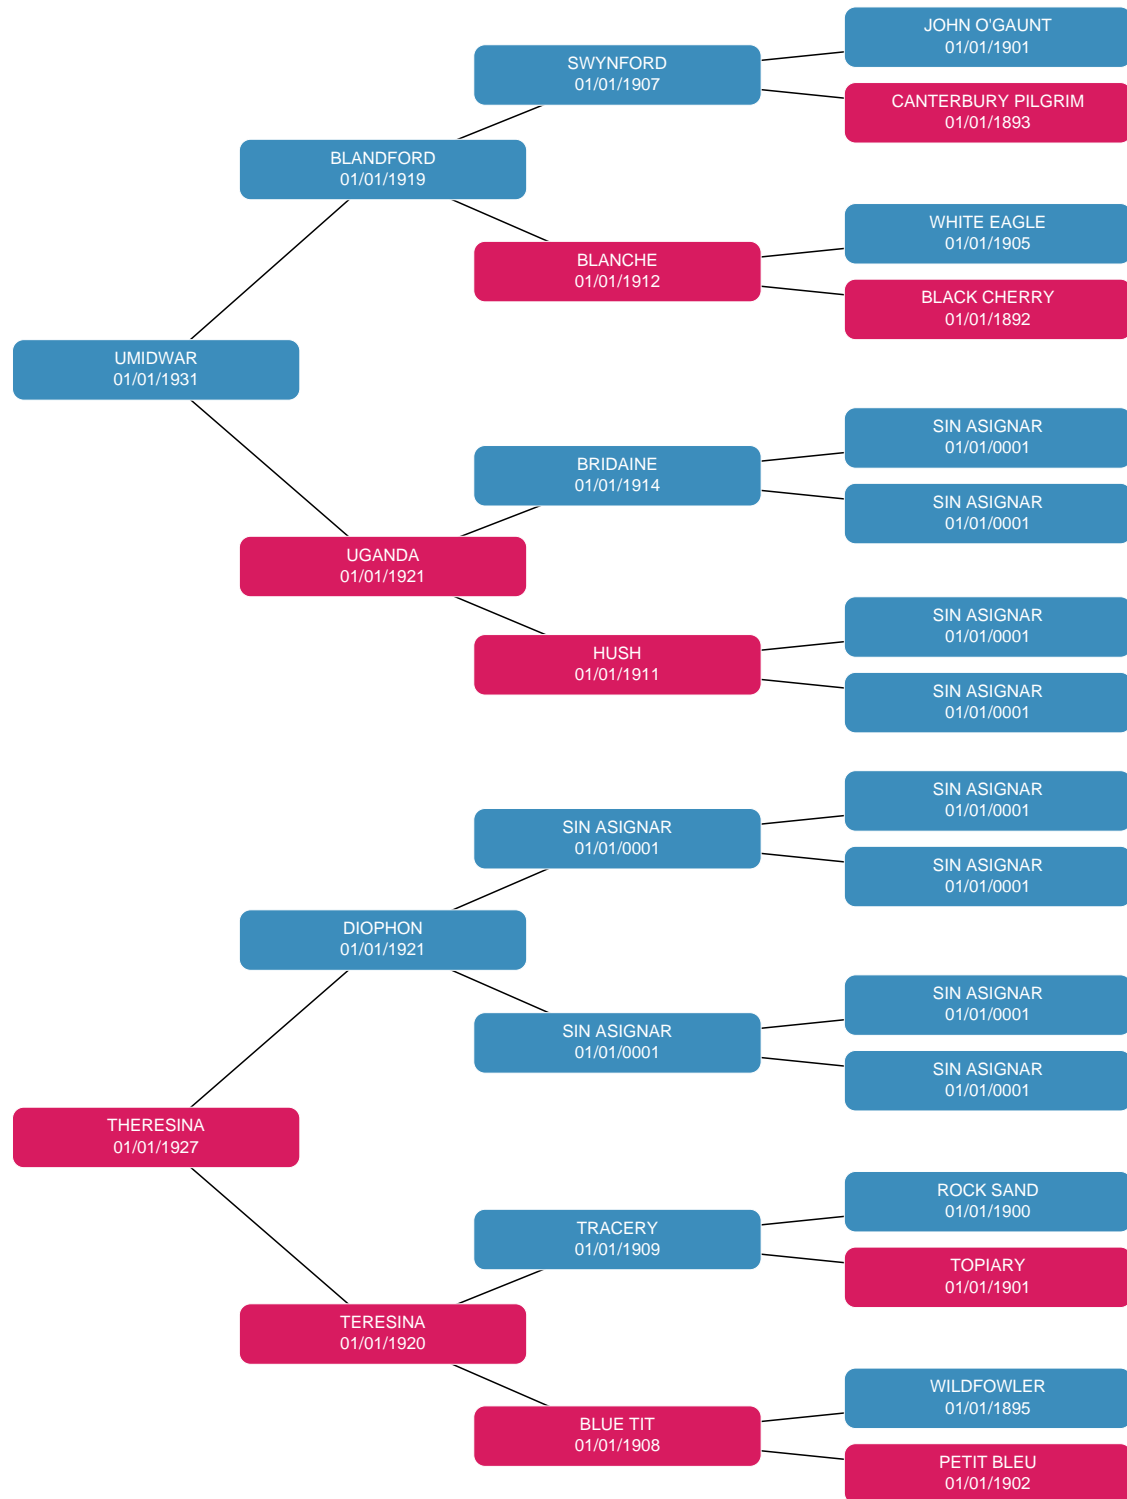 JOHN O'GAUNT
01/01/1901
SWYNFORD
01/01/1907
CANTERBURY PILGRIM
01/01/1893
BLANDFORD
01/01/1919
WHITE EAGLE
01/01/1905
BLANCHE
01/01/1912
BLACK CHERRY
01/01/1892
UMIDWAR
01/01/1931
SIN ASIGNAR
01/01/0001
BRIDAINE
01/01/1914
SIN ASIGNAR
01/01/0001
UGANDA
01/01/1921
SIN ASIGNAR
01/01/0001
HUSH
01/01/1911
SIN ASIGNAR
01/01/0001
SIN ASIGNAR
01/01/0001
SIN ASIGNAR
01/01/0001
SIN ASIGNAR
01/01/0001
DIOPHON
01/01/1921
SIN ASIGNAR
01/01/0001
SIN ASIGNAR
01/01/0001
SIN ASIGNAR
01/01/0001
THERESINA
01/01/1927
ROCK SAND
01/01/1900
TRACERY
01/01/1909
TOPIARY
01/01/1901
TERESINA
01/01/1920
WILDFOWLER
01/01/1895
BLUE TIT
01/01/1908
PETIT BLEU
01/01/1902